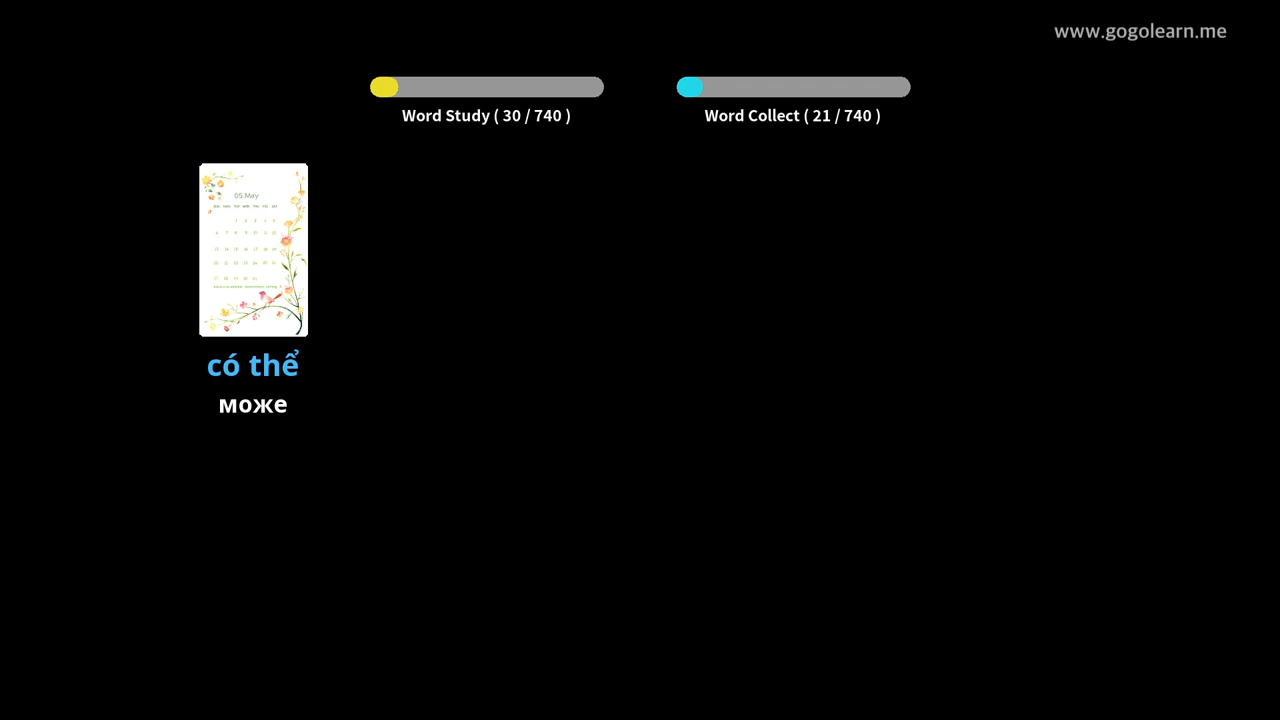 www.gogolearn.me
Word Study ( 30 / 740 )
Word Collect ( 21 / 740 )
05.May
có thể
може